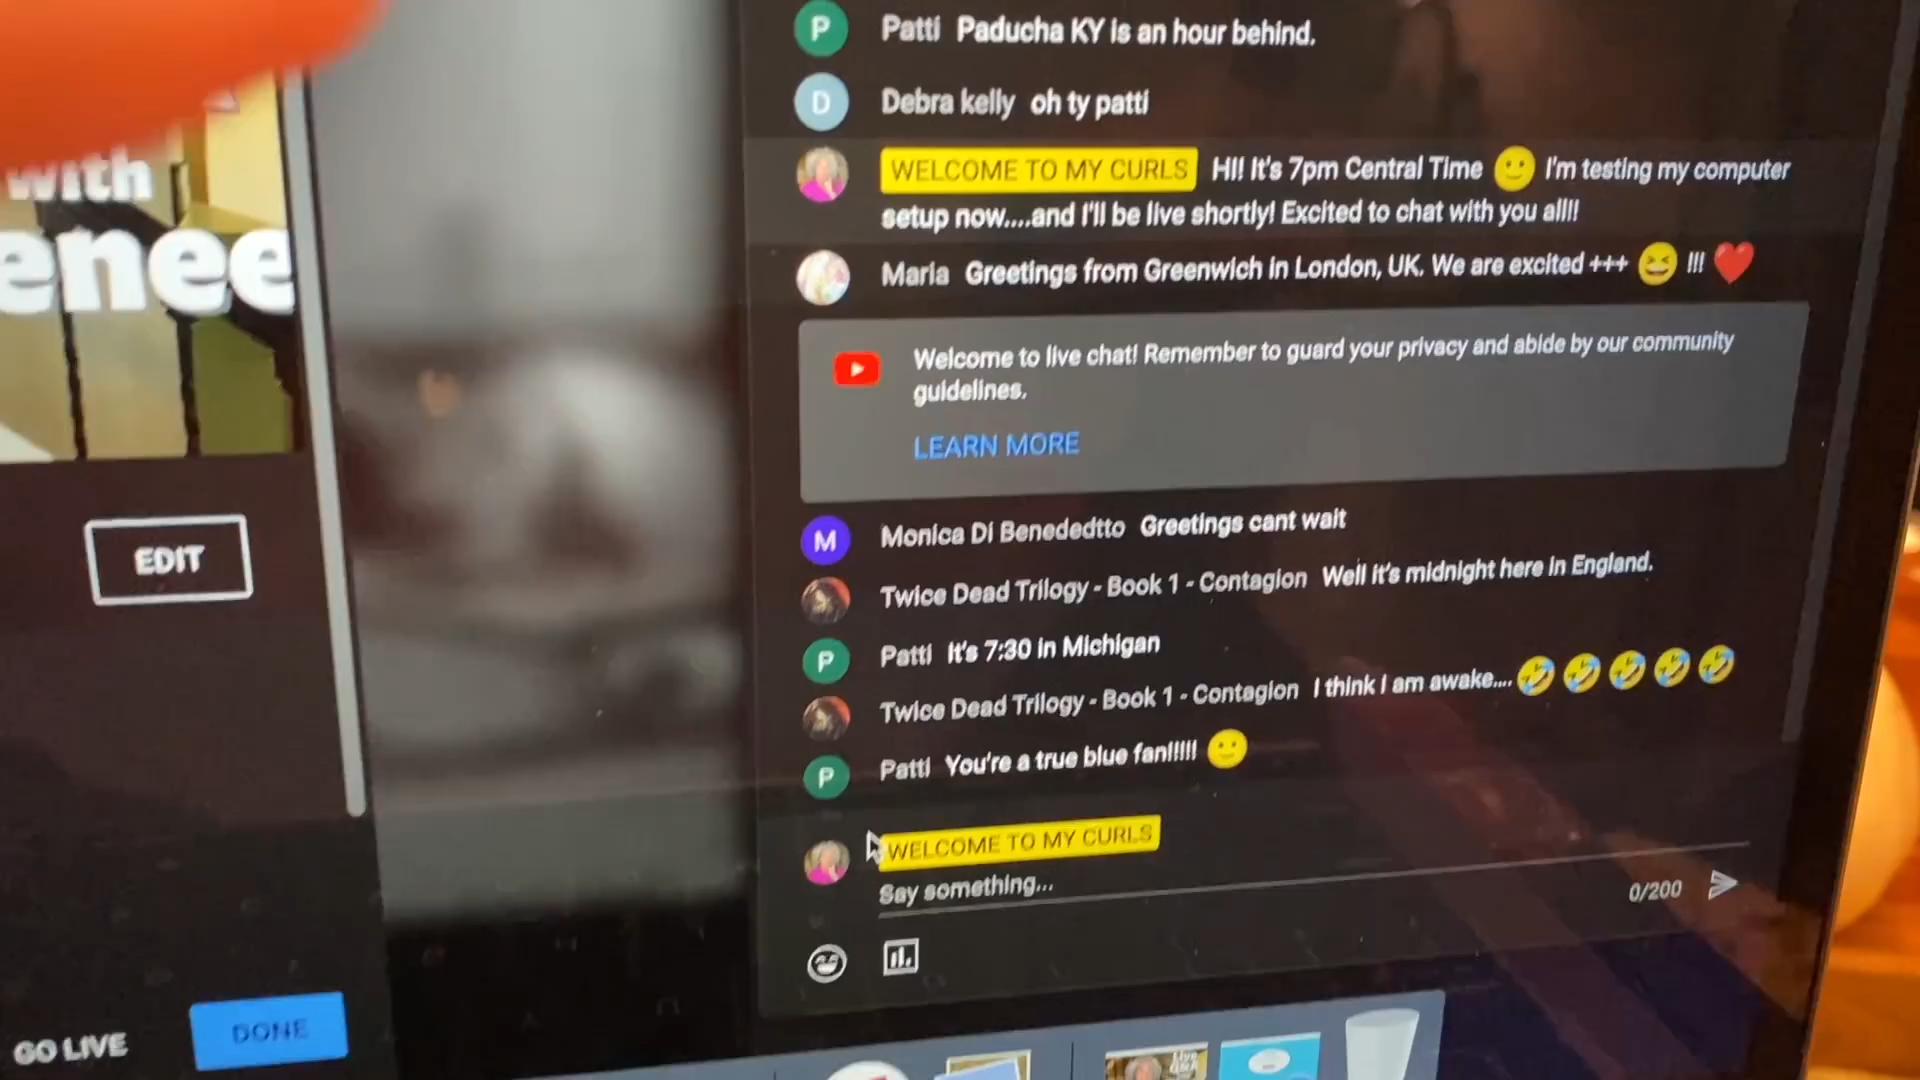 with
enee
EDIT
GO LIVE
DONE
P Patti Paducha KY is an hour behind.
D Debra kelly oh ty patti
WELCOME TO MY CURLS HI! It's 7pm Central Time 🙂 I'm testing my computer
setup now....and I'll be live shortly! Excited to chat with you all!!
Maria Greetings from Greenwich in London, UK. We are excited +++ 😆 !!! ❤️
Welcome to live chat! Remember to guard your privacy and abide by our community
guidelines.
LEARN MORE
M Monica Di Benededtto Greetings cant wait
Twice Dead Trilogy - Book 1 - Contagion Well it's midnight here in England.
P Patti It's 7:30 in Michigan
Twice Dead Trilogy - Book 1 - Contagion I think I am awake.... 🤣🤣🤣🤣🤣
P Patti You're a true blue fan!!!!! 🙂
WELCOME TO MY CURLS
Say something...
0/200